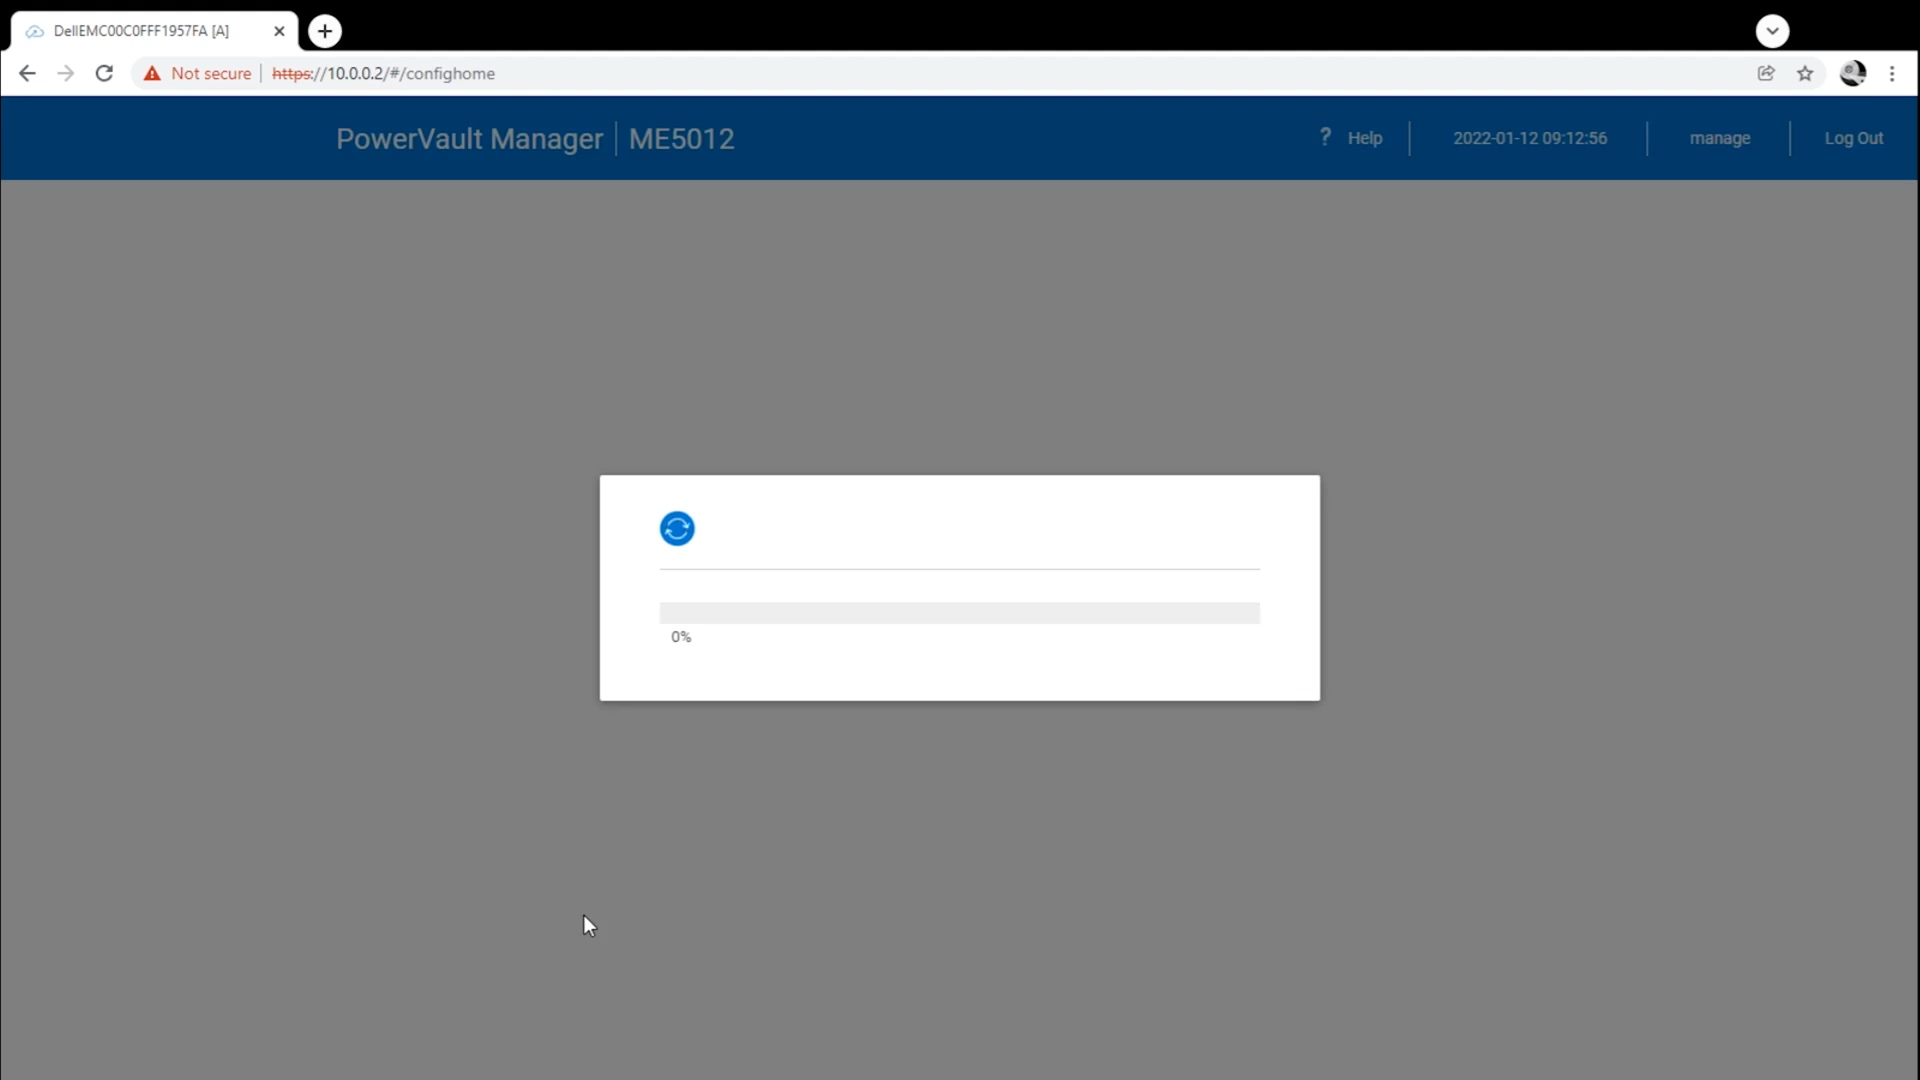 DellEMC00C0FFF1957FA [A]
Not secure
https://10.0.0.2/#/confighome
PowerVault Manager | ME5012
? Help
2022-01-12 09:12:56
manage
Log Out
0%